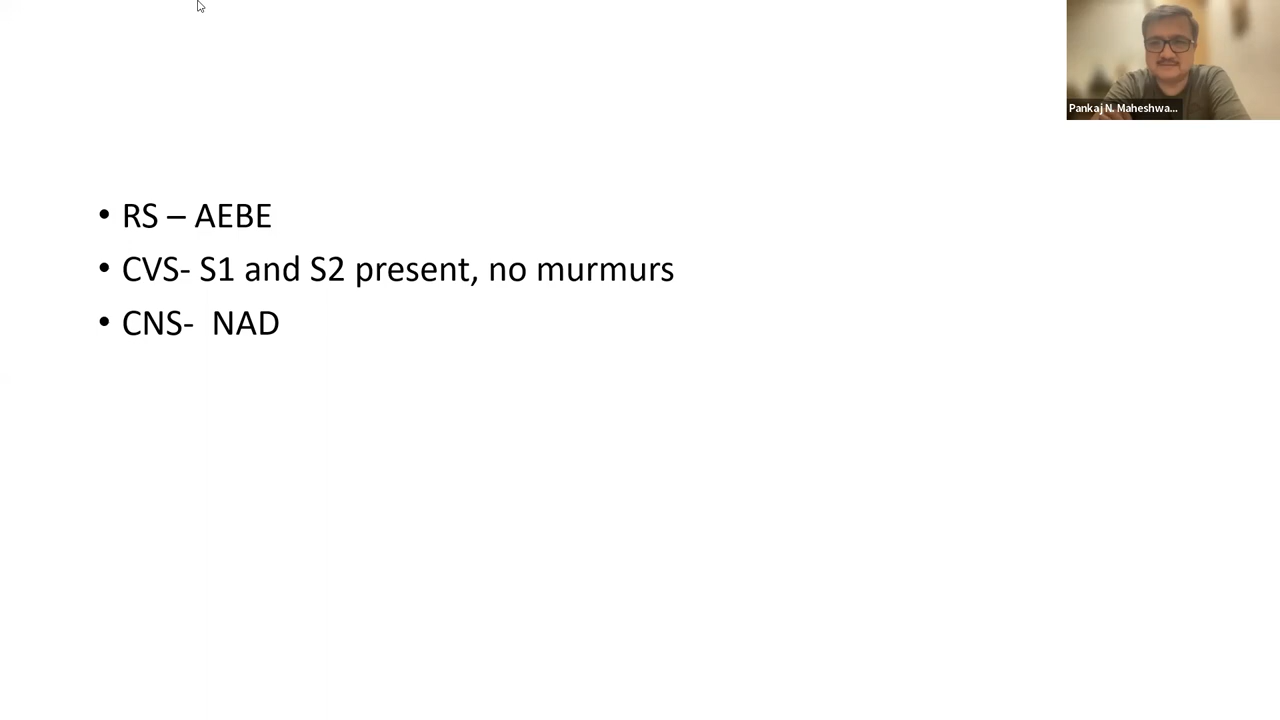 Pankaj N. Maheshwa...
• RS – AEBE
• CVS- S1 and S2 present, no murmurs
• CNS-  NAD